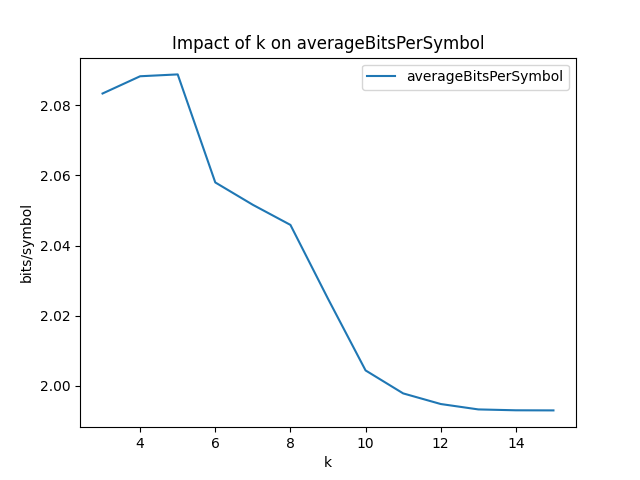 Impact of k on averageBitsPerSymbol
averageBitsPerSymbol
2.08
2.06
2.04
2.02
2.00
bits/symbol
4 6 8 10 12 14
k